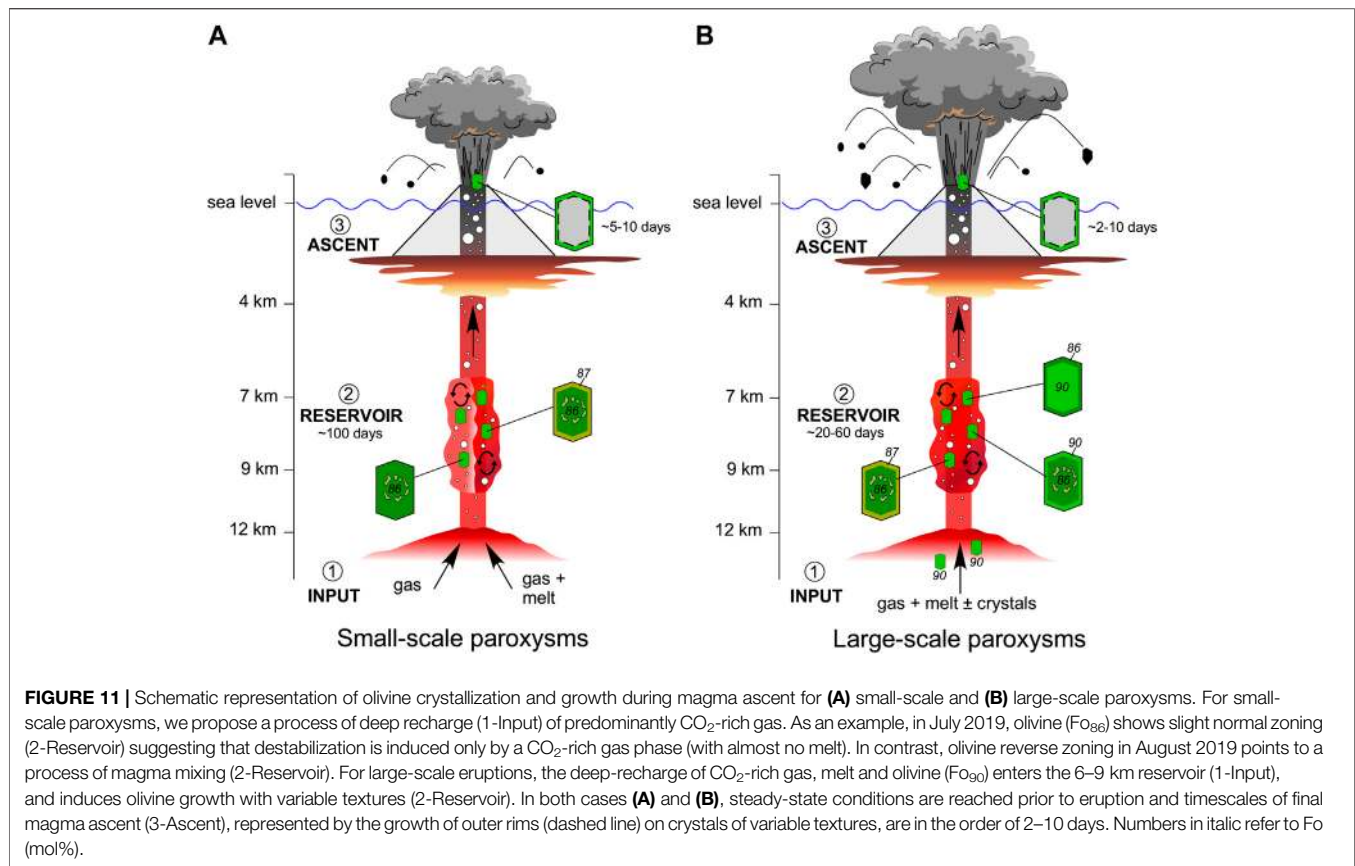 A
B
sea level
③
ASCENT
~5-10 days
4 km
7 km
②
RESERVOIR
~100 days
9 km
12 km
①
INPUT
87
86
86
gas
gas +
melt
Small-scale paroxysms
sea level
③
ASCENT
~2-10 days
4 km
7 km
②
RESERVOIR
~20-60 days
9 km
12 km
①
INPUT
86
90
90
86
87
86
90
90
gas + melt ± crystals
Large-scale paroxysms
FIGURE 11 | Schematic representation of olivine crystallization and growth during magma ascent for (A) small-scale and (B) large-scale paroxysms. For small-
scale paroxysms, we propose a process of deep recharge (1-Input) of predominantly CO₂-rich gas. As an example, in July 2019, olivine (Fo₈₆) shows slight normal zoning
(2-Reservoir) suggesting that destabilization is induced only by a CO₂-rich gas phase (with almost no melt). In contrast, olivine reverse zoning in August 2019 points to a
process of magma mixing (2-Reservoir). For large-scale eruptions, the deep-recharge of CO₂-rich gas, melt and olivine (Fo₉₀) enters the 6–9 km reservoir (1-Input),
and induces olivine growth with variable textures (2-Reservoir). In both cases (A) and (B), steady-state conditions are reached prior to eruption and timescales of final
magma ascent (3-Ascent), represented by the growth of outer rims (dashed line) on crystals of variable textures, are in the order of 2–10 days. Numbers in italic refer to Fo
(mol%).